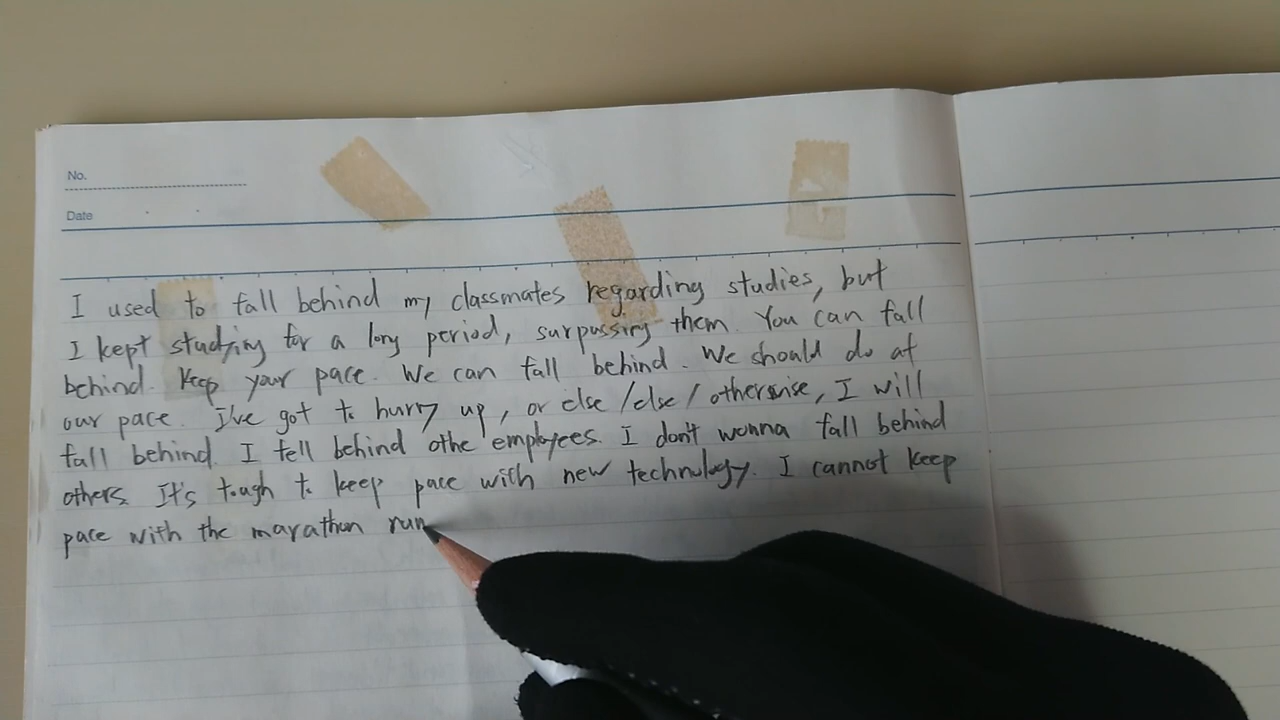 No.
Date
I used to fall behind my classmates regarding studies, but
I kept studying for a long period, surpassing them. You can fall
behind. Keep your pace. We can fall behind. We should do at
our pace. I've got to hurry up, or else / else / otherwise, I will
fall behind. I fell behind othe employees. I don't wanna fall behind
others. It's tough to keep pace with new technology. I cannot keep
pace with the marathon run